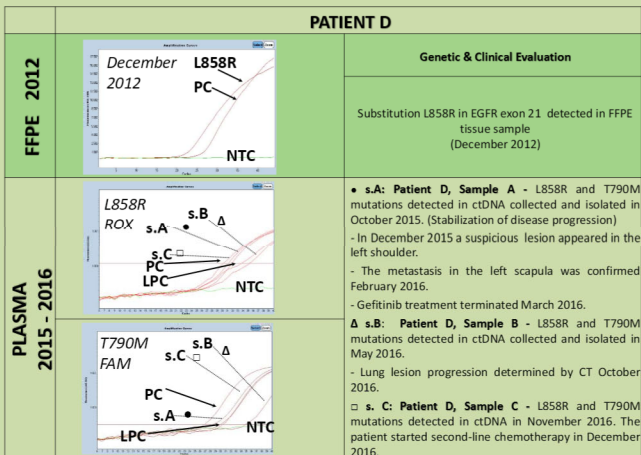 PATIENT D
FFPE 2012
December
2012
L858R
PC
NTC
Genetic & Clinical Evaluation
Substitution L858R in EGFR exon 21 detected in FFPE
tissue sample
(December 2012)
PLASMA
2015 - 2016
L858R
ROX
s.A ●
s.B Δ
s.C □
PC
LPC
NTC
T790M
FAM
s.B Δ
s.C □
PC
s.A ●
LPC
NTC
● s.A: Patient D, Sample A - L858R and T790M
mutations detected in ctDNA collected and isolated in
October 2015. (Stabilization of disease progression)
- In December 2015 a suspicious lesion appeared in the
left shoulder.
- The metastasis in the left scapula was confirmed
February 2016.
- Gefitinib treatment terminated March 2016.
Δ s.B: Patient D, Sample B - L858R and T790M
mutations detected in ctDNA collected and isolated in
May 2016.
- Lung lesion progression determined by CT October
2016.
□ s. C: Patient D, Sample C - L858R and T790M
mutations detected in ctDNA in November 2016. The
patient started second-line chemotherapy in December
2016.